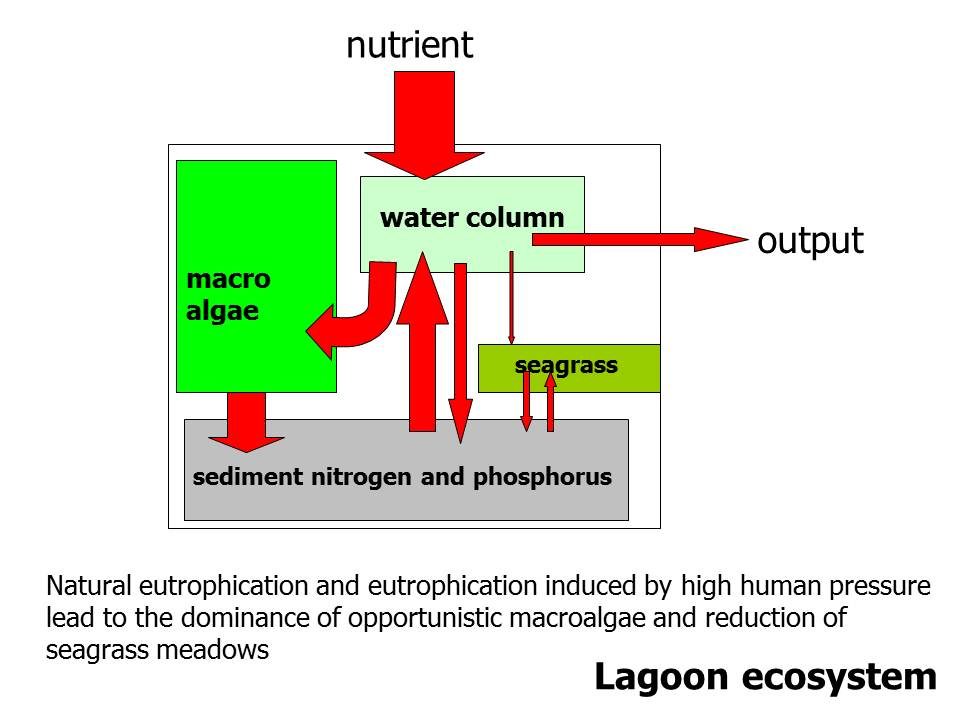 nutrient
water column
output
macro
algae
seagrass
sediment nitrogen and phosphorus
Natural eutrophication and eutrophication induced by high human pressure
lead to the dominance of opportunistic macroalgae and reduction of
seagrass meadows
Lagoon ecosystem